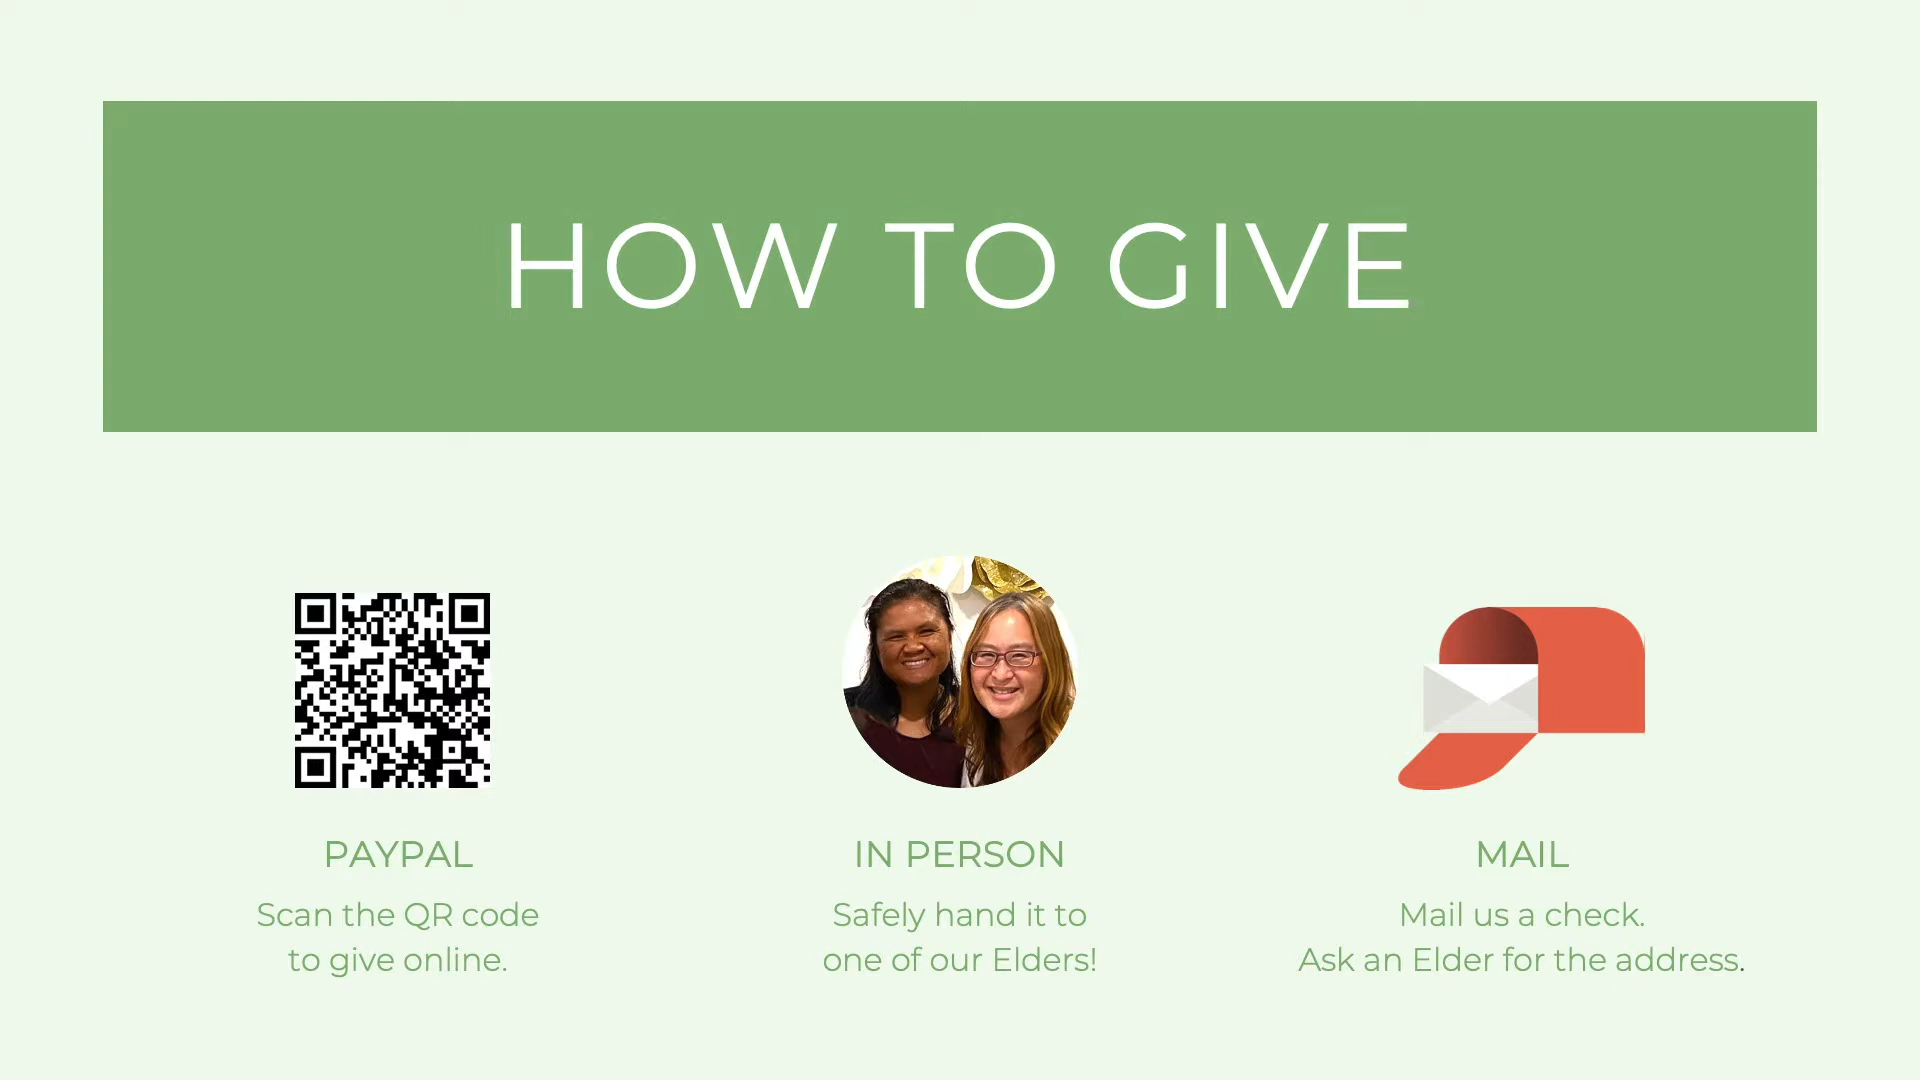 HOW TO GIVE
PAYPAL
Scan the QR code
to give online.
IN PERSON
Safely hand it to
one of our Elders!
MAIL
Mail us a check.
Ask an Elder for the address.